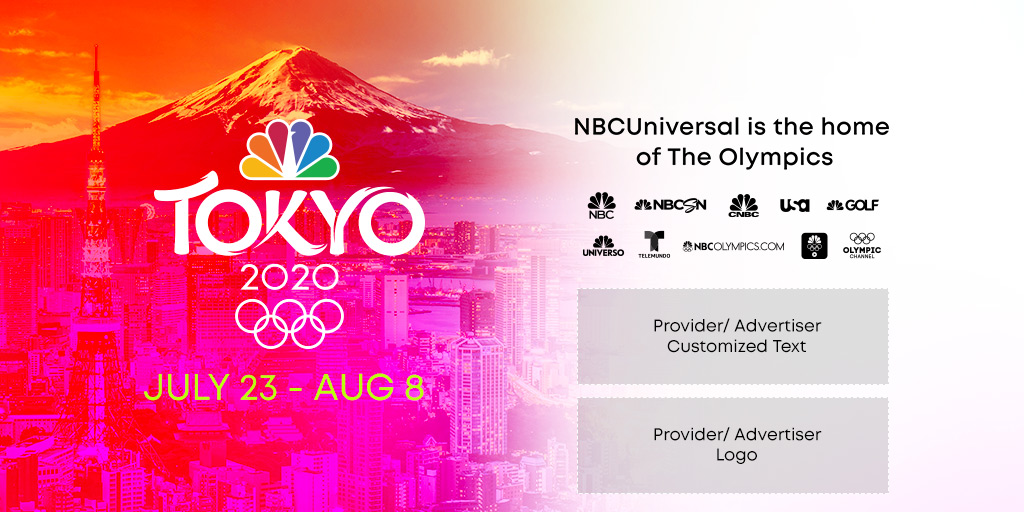 TOKYO
2020
JULY 23 - AUG 8
NBCUniversal is the home
of The Olympics
NBC
NBCSN
CNBC
usa
GOLF
UNIVERSO
TELEMUNDO
NBCOLYMPICS.COM
OLYMPIC
CHANNEL
Provider/ Advertiser
Customized Text
Provider/ Advertiser
Logo